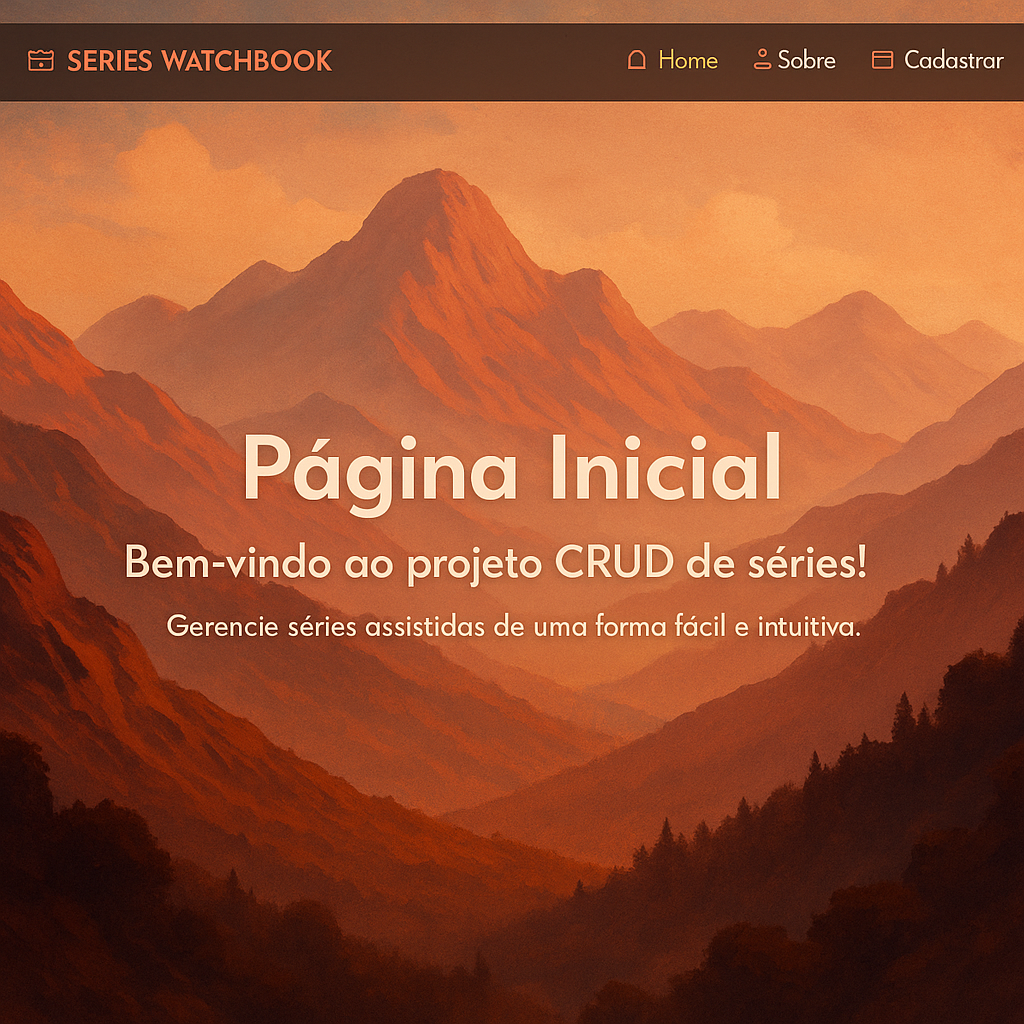 SERIES WATCHBOOK Home Sobre Cadastrar
Página Inicial
Bem-vindo ao projeto CRUD de séries!
Gerencie séries assistidas de uma forma fácil e intuitiva.